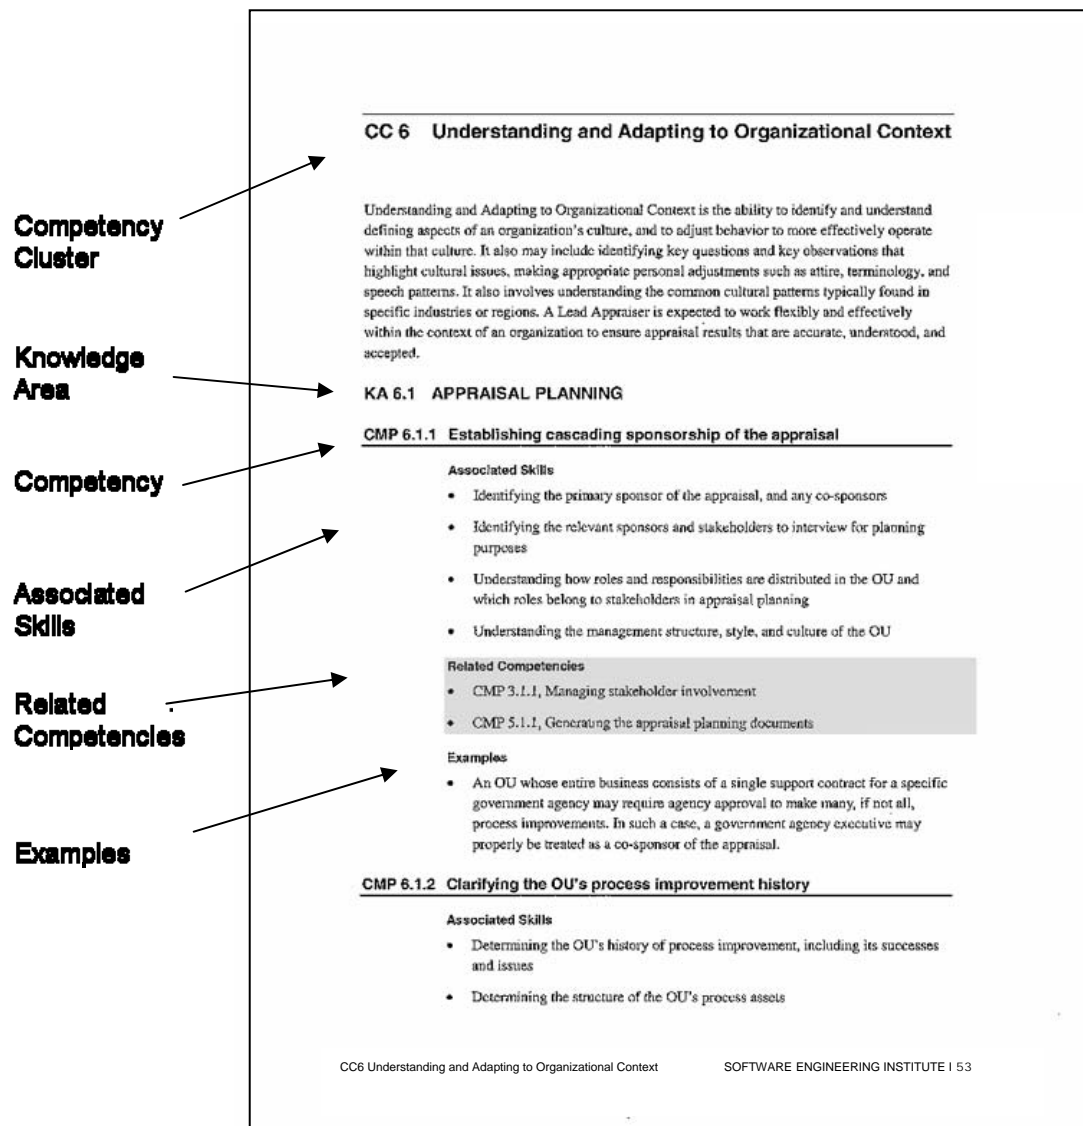 CC 6 Understanding and Adapting to Organizational Context
Competency
Cluster
Understanding and Adapting to Organizational Context is the ability to identify and understand
defining aspects of an organization's culture, and to adjust behavior to more effectively operate
within that culture. It also may include identifying key questions and key observations that
highlight cultural issues, making appropriate personal adjustments such as attire, terminology, and
speech patterns. It also involves understanding the common cultural patterns typically found in
specific industries or regions. A Lead Appraiser is expected to work flexibly and effectively
within the context of an organization to ensure appraisal results that are accurate, understood, and
accepted.
Knowledge
Area
KA 6.1 APPRAISAL PLANNING
Competency
CMP 6.1.1 Establishing cascading sponsorship of the appraisal
Associated Skills
• Identifying the primary sponsor of the appraisal, and any co-sponsors
• Identifying the relevant sponsors and stakeholders to interview for planning
purposes
• Understanding how roles and responsibilities are distributed in the OU and
which roles belong to stakeholders in appraisal planning
• Understanding the management structure, style, and culture of the OU
Associated
Skills
Related
Competencies
Related Competencies
• CMP 3.1.1, Managing stakeholder involvement
• CMP 5.1.1, Generating the appraisal planning documents
Examples
Examples
• An OU whose entire business consists of a single support contract for a specific
government agency may require agency approval to make many, if not all,
process improvements. In such a case, a government agency executive may
properly be treated as a co-sponsor of the appraisal.
CMP 6.1.2 Clarifying the OU's process improvement history
Associated Skills
• Determining the OU's history of process improvement, including its successes
and issues
• Determining the structure of the OU's process assets
CC6 Understanding and Adapting to Organizational Context SOFTWARE ENGINEERING INSTITUTE | 53